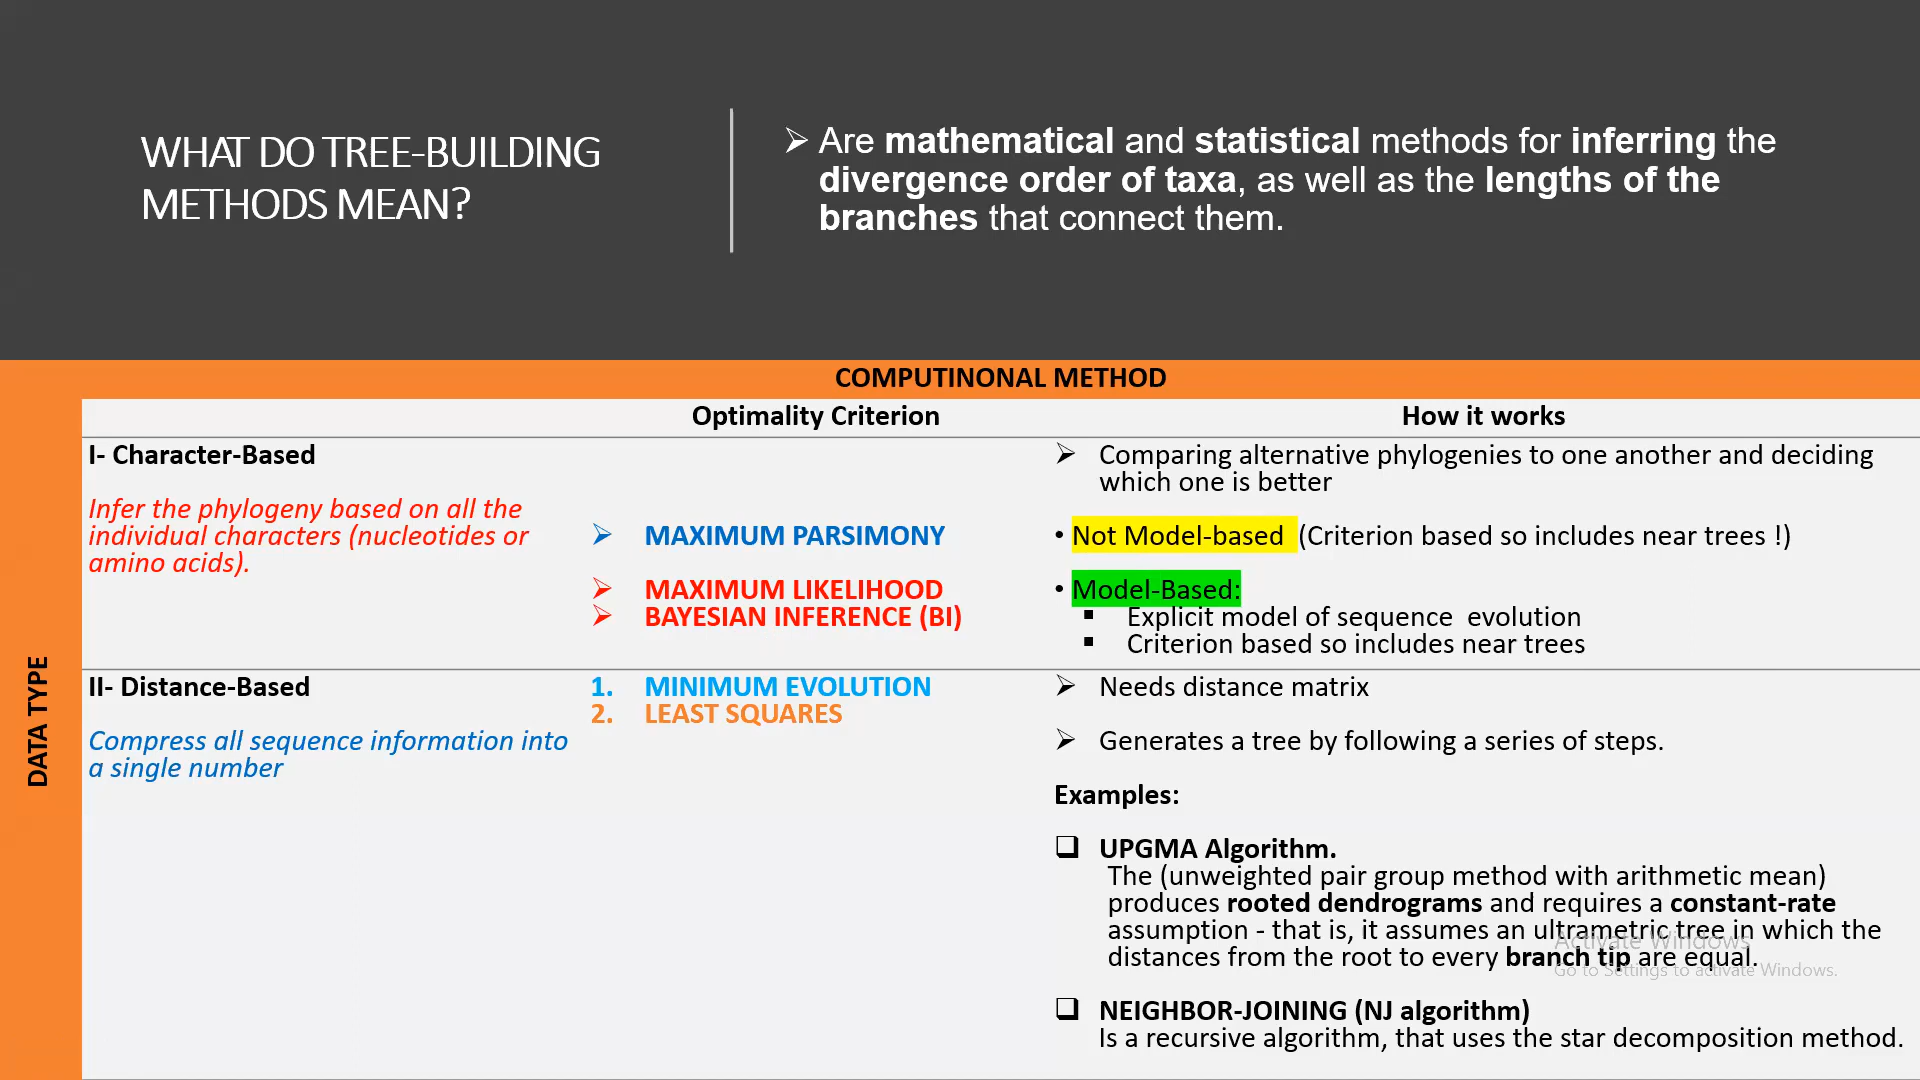 WHAT DO TREE-BUILDING
METHODS MEAN?
➢ Are mathematical and statistical methods for inferring the
divergence order of taxa, as well as the lengths of the
branches that connect them.
COMPUTINONAL METHOD
Optimality Criterion
How it works
DATA TYPE
I- Character-Based
Infer the phylogeny based on all the
individual characters (nucleotides or
amino acids).
➢ MAXIMUM PARSIMONY
➢ MAXIMUM LIKELIHOOD
➢ BAYESIAN INFERENCE (BI)
➢ Comparing alternative phylogenies to one another and deciding
which one is better
• Not Model-based (Criterion based so includes near trees !)
• Model-Based:
▪ Explicit model of sequence evolution
▪ Criterion based so includes near trees
II- Distance-Based
Compress all sequence information into
a single number
1. MINIMUM EVOLUTION
2. LEAST SQUARES
➢ Needs distance matrix
➢ Generates a tree by following a series of steps.
Examples:
❑ UPGMA Algorithm.
The (unweighted pair group method with arithmetic mean)
produces rooted dendrograms and requires a constant-rate
assumption - that is, it assumes an ultrametric tree in which the
distances from the root to every branch tip are equal.
❑ NEIGHBOR-JOINING (NJ algorithm)
Is a recursive algorithm, that uses the star decomposition method.
Activate Windows
Go to Settings to activate Windows.